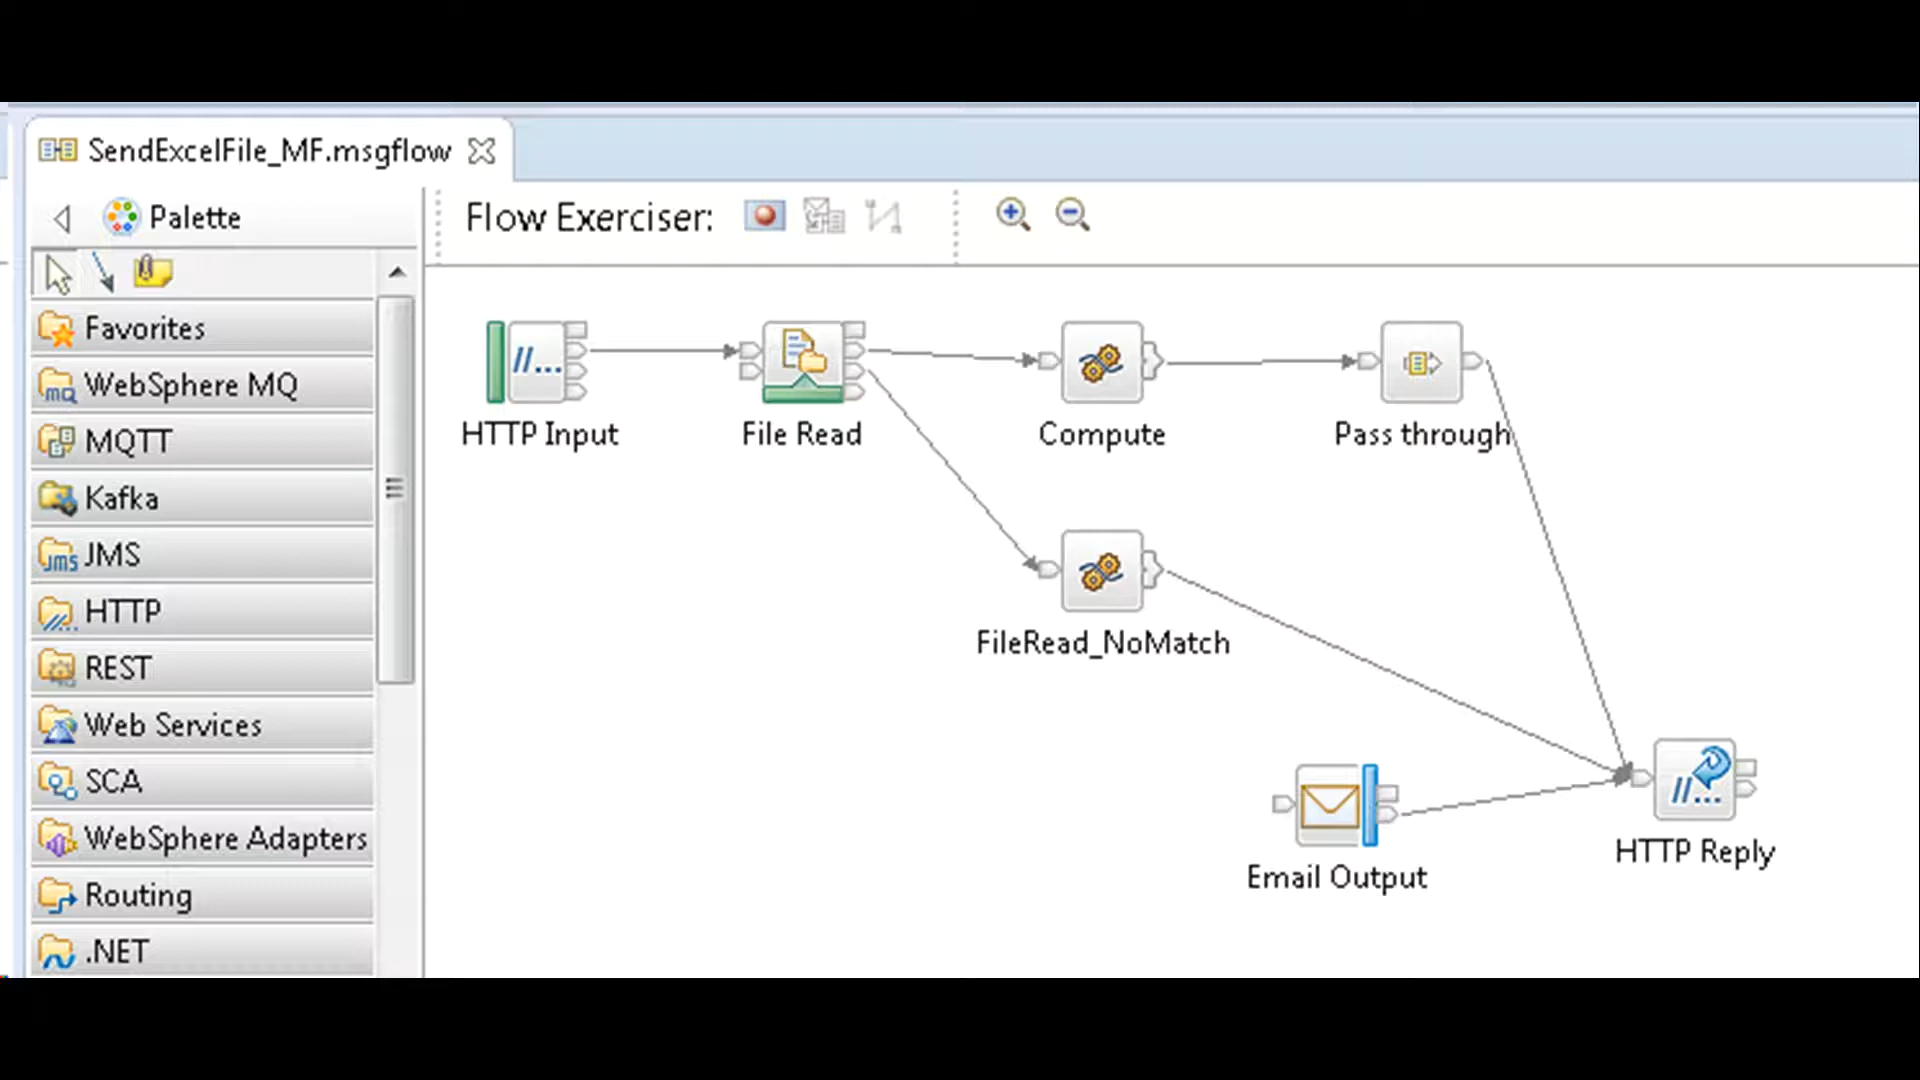 SendExcelFile_MF.msgflow
Palette
Flow Exerciser:
Favorites
WebSphere MQ
MQTT
Kafka
JMS
HTTP
REST
Web Services
SCA
WebSphere Adapters
Routing
.NET
HTTP Input
File Read
Compute
Pass through
FileRead_NoMatch
Email Output
HTTP Reply